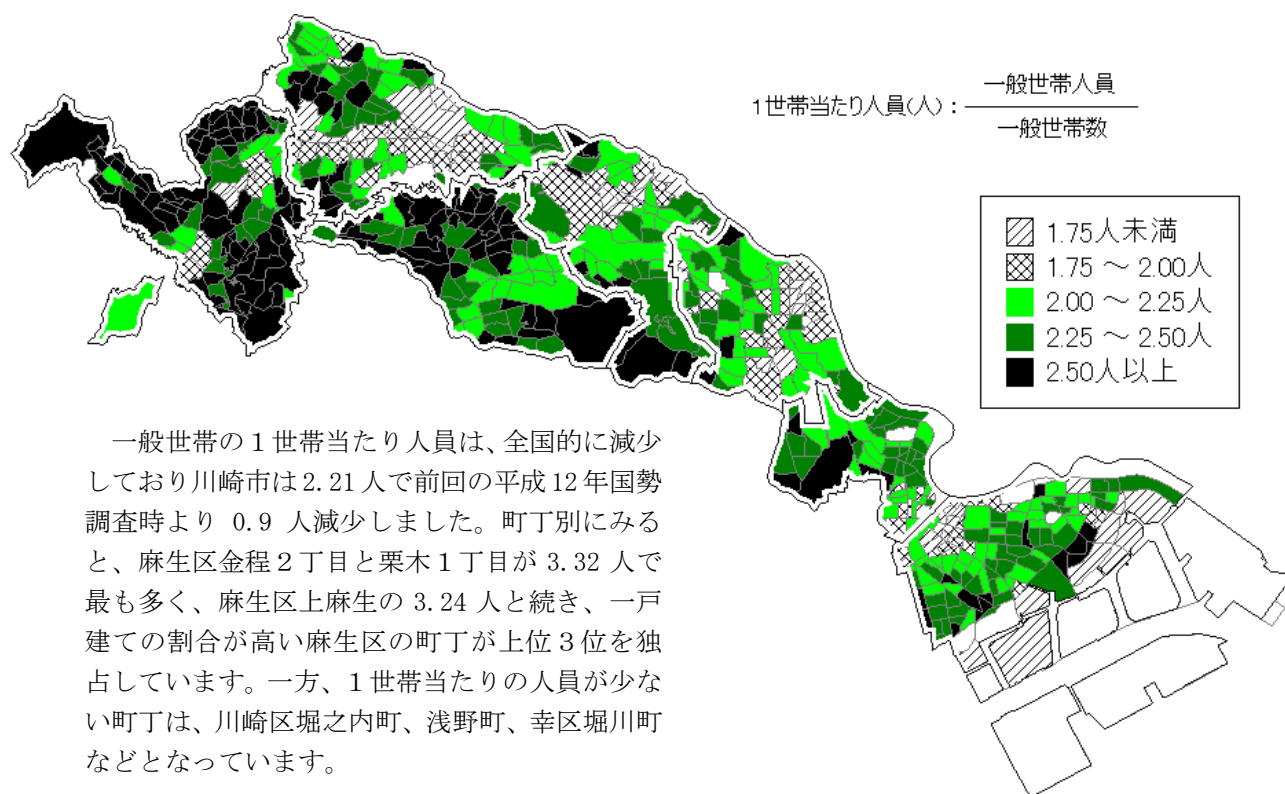 1世帯当たり人員(人)：一般世帯人員
一般世帯数
1.75人未満
1.75 ～ 2.00人
2.00 ～ 2.25人
2.25 ～ 2.50人
2.50人以上
一般世帯の１世帯当たり人員は、全国的に減少
しており川崎市は2.21人で前回の平成12年国勢
調査時より 0.9 人減少しました。町丁別にみる
と、麻生区金程２丁目と栗木１丁目が 3.32 人で
最も多く、麻生区上麻生の 3.24 人と続き、一戸
建ての割合が高い麻生区の町丁が上位３位を独
占しています。一方、１世帯当たりの人員が少な
い町丁は、川崎区堀之内町、浅野町、幸区堀川町
などとなっています。